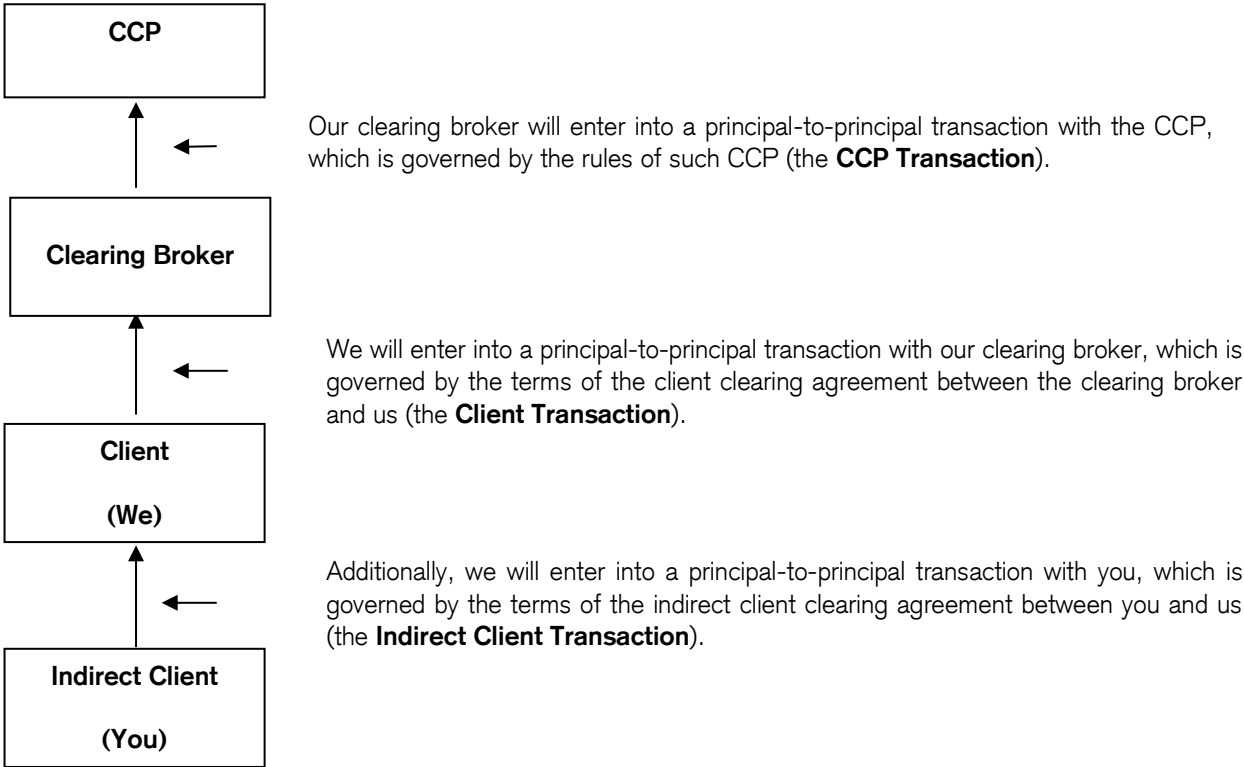 CCP
Our clearing broker will enter into a principal-to-principal transaction with the CCP,
which is governed by the rules of such CCP (the CCP Transaction).
Clearing Broker
We will enter into a principal-to-principal transaction with our clearing broker, which is
governed by the terms of the client clearing agreement between the clearing broker
and us (the Client Transaction).
Client
(We)
Additionally, we will enter into a principal-to-principal transaction with you, which is
governed by the terms of the indirect client clearing agreement between you and us
(the Indirect Client Transaction).
Indirect Client
(You)